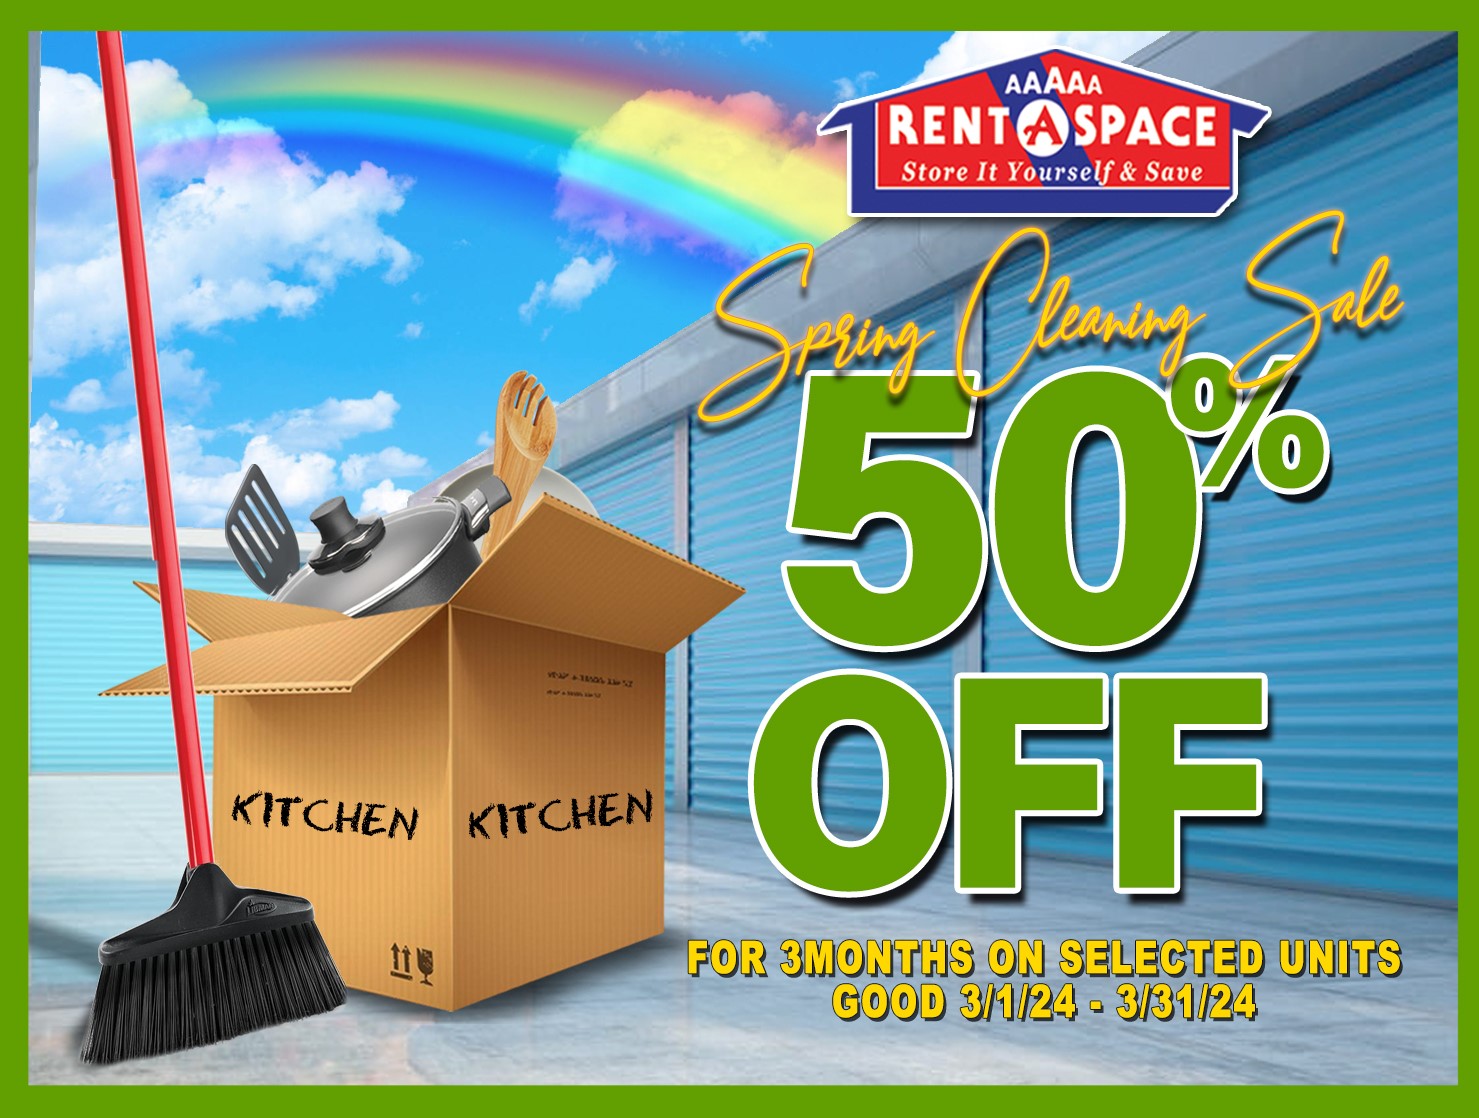 AAAAA
RENT A SPACE
Store It Yourself & Save
Spring Cleaning Sale
50%
OFF
KITCHEN
KITCHEN
FOR 3MONTHS ON SELECTED UNITS
GOOD 3/1/24 - 3/31/24